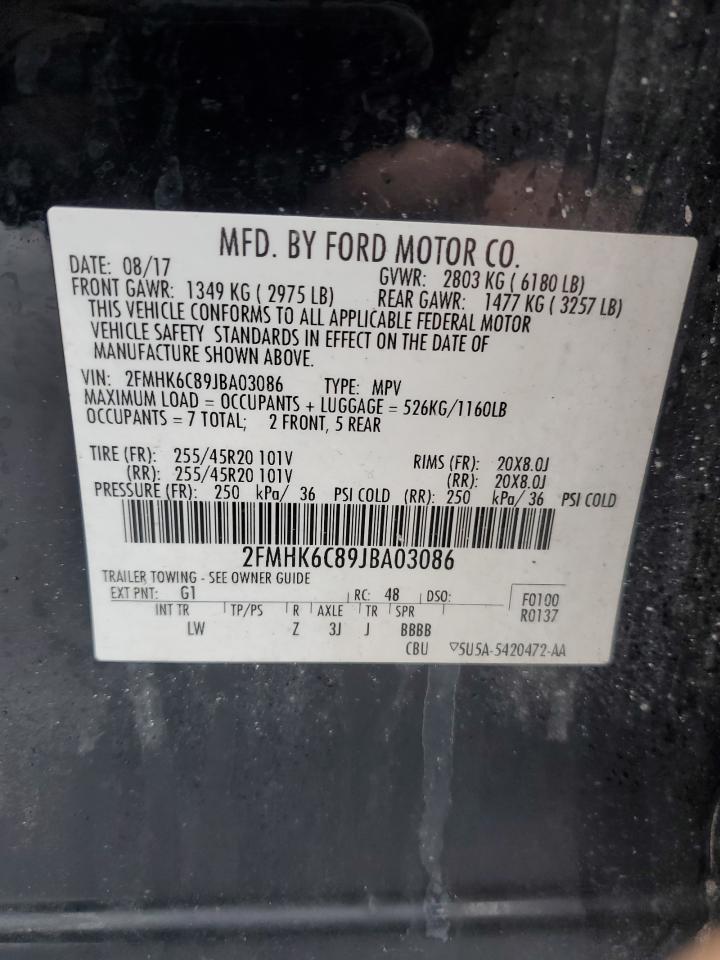 MFD. BY FORD MOTOR CO.
DATE: 08/17 GVWR: 2803 KG ( 6180 LB)
FRONT GAWR: 1349 KG ( 2975 LB) REAR GAWR: 1477 KG ( 3257 LB)
THIS VEHICLE CONFORMS TO ALL APPLICABLE FEDERAL MOTOR
VEHICLE SAFETY STANDARDS IN EFFECT ON THE DATE OF
MANUFACTURE SHOWN ABOVE.
VIN: 2FMHK6C89JBA03086 TYPE: MPV
MAXIMUM LOAD = OCCUPANTS + LUGGAGE = 526KG/1160LB
OCCUPANTS = 7 TOTAL; 2 FRONT, 5 REAR
TIRE (FR): 255/45R20 101V RIMS (FR): 20X8.0J
(RR): 255/45R20 101V (RR): 20X8.0J
PRESSURE (FR): 250 kPa/ 36 PSI COLD (RR): 250 kPa/ 36 PSI COLD
2FMHK6C89JBA03086
TRAILER TOWING - SEE OWNER GUIDE
EXT PNT: G1 RC: 48 DSO: F0100
INT TR TP/PS R AXLE TR SPR R0137
LW Z 3J J BBBB
CBU ▽5U5A-5420472-AA